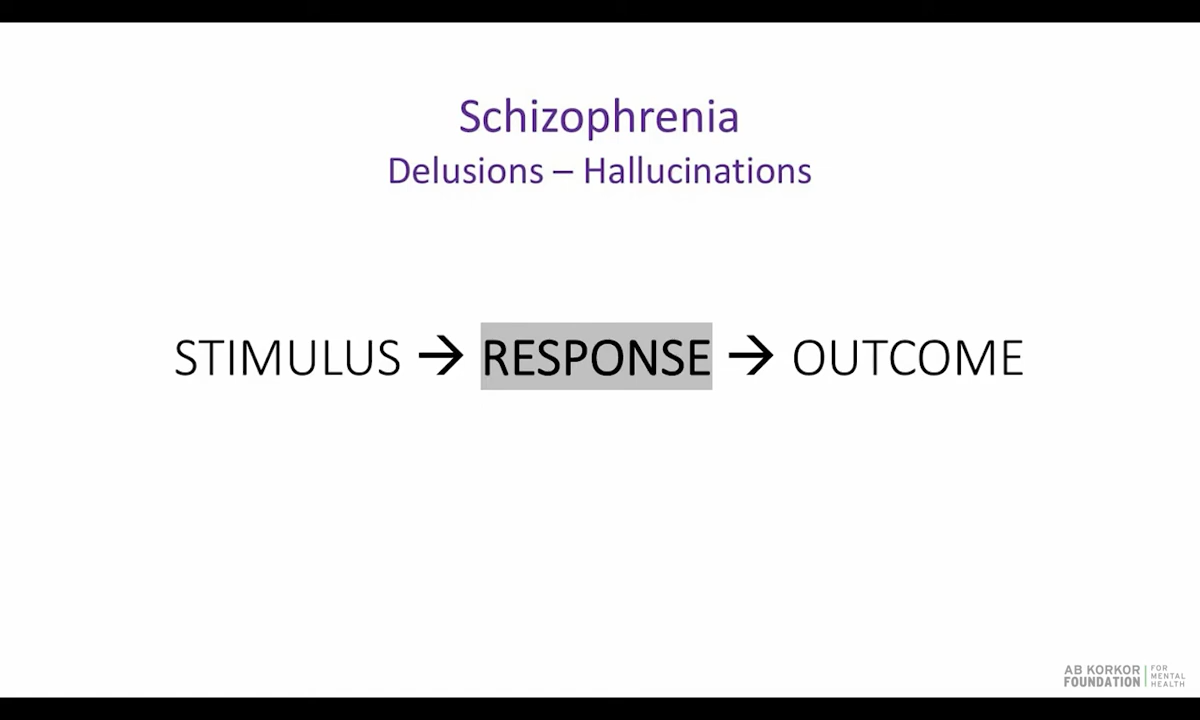 Schizophrenia
Delusions – Hallucinations
STIMULUS → RESPONSE → OUTCOME
AB KORKOR
FOUNDATION
FOR
MENTAL
HEALTH